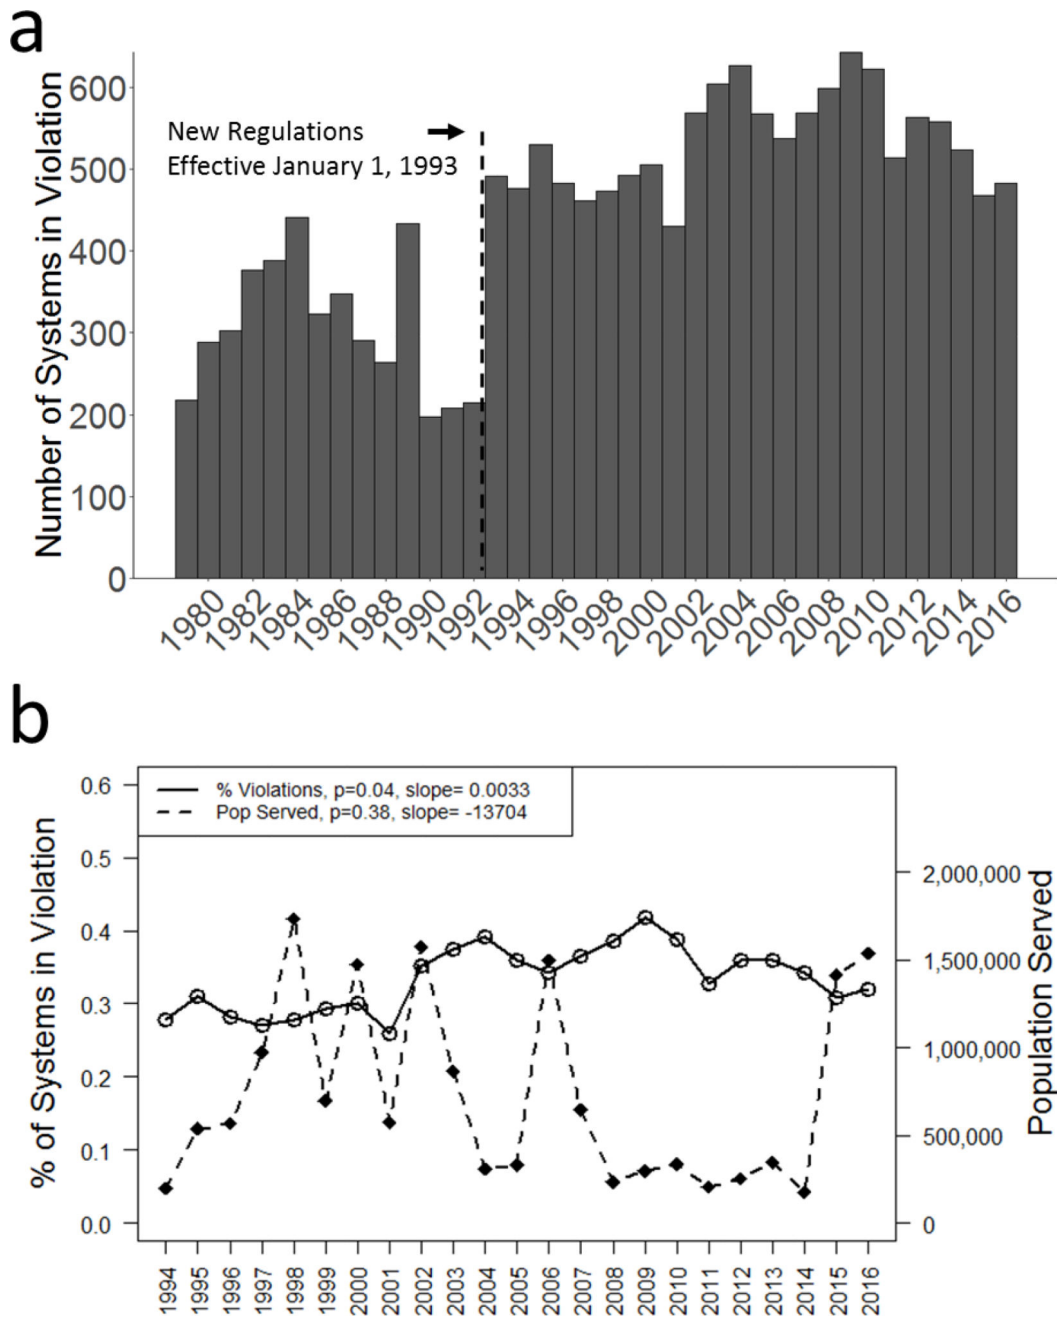 a
Number of Systems in Violation
600
500
400
300
200
100
0
New Regulations
Effective January 1, 1993
1980 1982 1984 1986 1988 1990 1992 1994 1996 1998 2000 2002 2004 2006 2008 2010 2012 2014 2016
b
% of Systems in Violation
0.6
0.5
0.4
0.3
0.2
0.1
0.0
% Violations, p=0.04, slope= 0.0033
Pop Served, p=0.38, slope= -13704
2,000,000
1,500,000
1,000,000
500,000
0
Population Served
1994 1995 1996 1997 1998 1999 2000 2001 2002 2003 2004 2005 2006 2007 2008 2009 2010 2011 2012 2013 2014 2015 2016